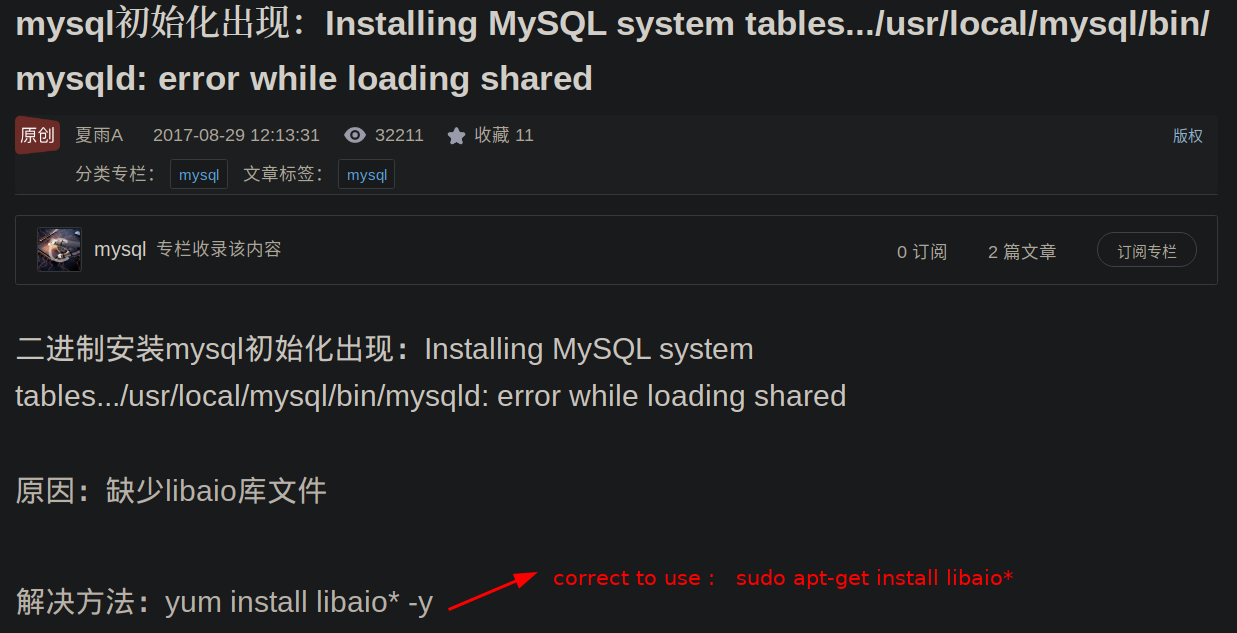 mysql初始化出现：Installing MySQL system tables.../usr/local/mysql/bin/
mysqld: error while loading shared
原创 夏雨A 2017-08-29 12:13:31 32211 收藏 11 版权
分类专栏： mysql 文章标签： mysql
mysql 专栏收录该内容 0 订阅 2 篇文章 订阅专栏
二进制安装mysql初始化出现：Installing MySQL system
tables.../usr/local/mysql/bin/mysqld: error while loading shared
原因：缺少libaio库文件
correct to use : sudo apt-get install libaio*
解决方法：yum install libaio* -y